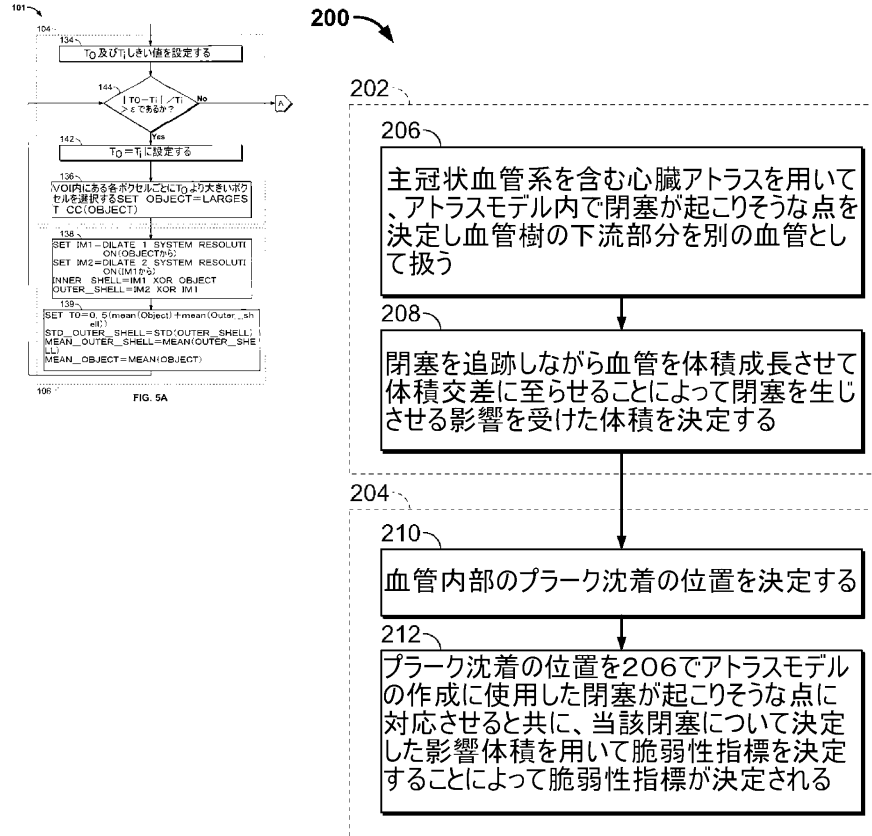 101
104
134
T0及びTiしきい値を設定する
144
|T0−Ti|/Ti
>εであるか?
No
A
Yes
142
T0=Tiに設定する
136
VOI内にある各ボクセルごとにT0より大きいボク
セルを選択するSET OBJECT=LARGES
T CC(OBJECT)
138
SET IM1=DILATE 1 SYSTEM RESOLUTI
ON(OBJECTから)
SET IM2=DILATE 2 SYSTEM RESOLUTI
ON(IM1から)
INNER SHELL=IM1 XOR OBJECT
OUTER_SHELL=IM2 XOR IM1
139
SET T0=0.5(mean(Object)+mean(Outer_sh
ell))
STD_OUTER_SHELL=STD(OUTER_SHELL)
MEAN_OUTER_SHELL=MEAN(OUTER_SHE
LL)
MEAN_OBJECT=MEAN(OBJECT)
106
FIG. 5A
200
202
206
主冠状血管系を含む心臓アトラスを用いて
、アトラスモデル内で閉塞が起こりそうな点を
決定し血管樹の下流部分を別の血管とし
て扱う
208
閉塞を追跡しながら血管を体積成長させて
体積交差に至らせることによって閉塞を生じ
させる影響を受けた体積を決定する
204
210
血管内部のプラーク沈着の位置を決定する
212
プラーク沈着の位置を206でアトラスモデル
の作成に使用した閉塞が起こりそうな点に
対応させると共に、当該閉塞について決定
した影響体積を用いて脆弱性指標を決定
することによって脆弱性指標が決定される